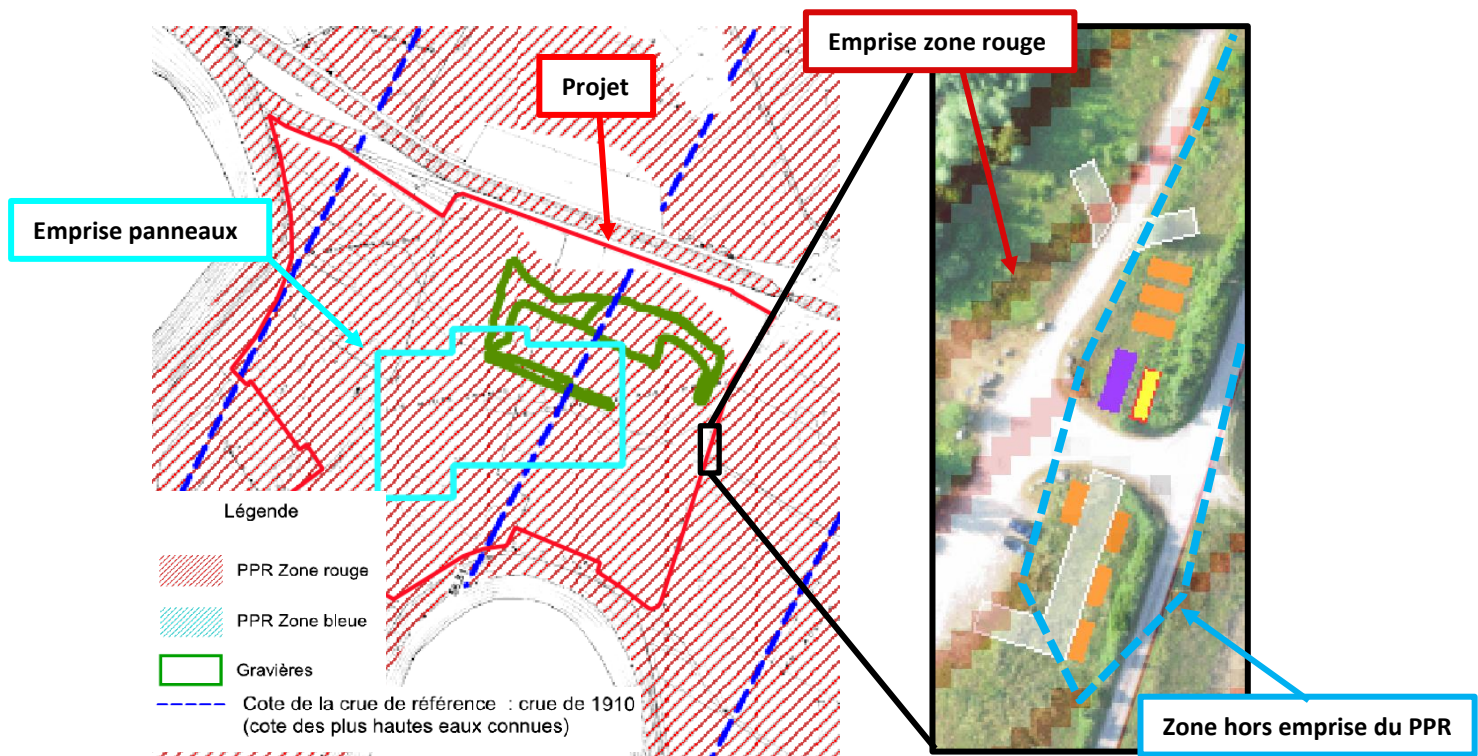 Emprise zone rouge
Projet
Emprise panneaux
Légende
PPR Zone rouge
PPR Zone bleue
Gravières
Cote de la crue de référence : crue de 1910
(cote des plus hautes eaux connues)
Zone hors emprise du PPR